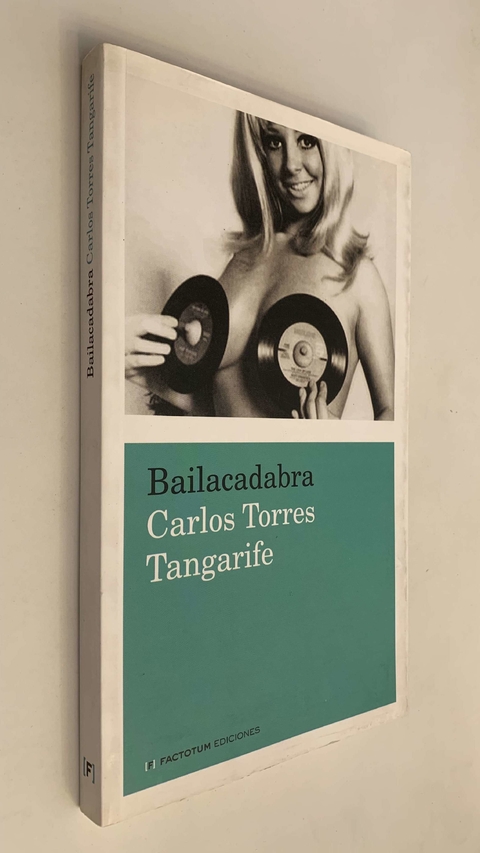 Bailacadabra Carlos Torres Tangarife
[F]
Bailacadabra
Carlos Torres
Tangarife
[F] FACTOTUM EDICIONES